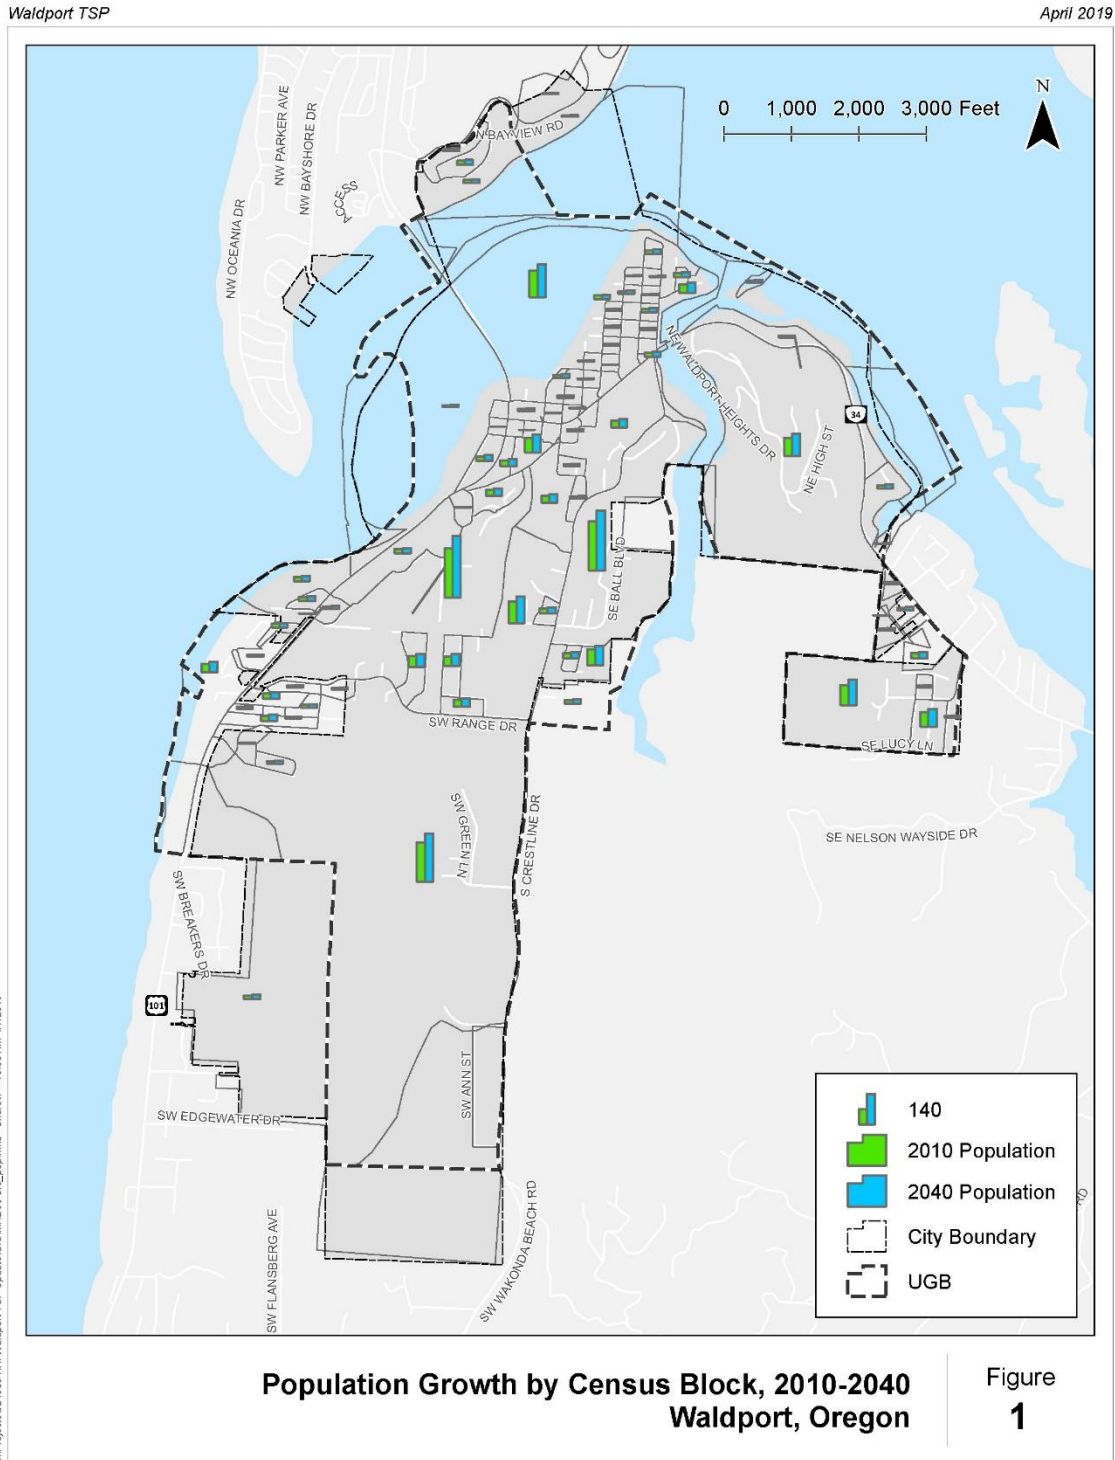 Waldport TSP
April 2019
N
0 1,000 2,000 3,000 Feet
NW PARKER AVE
NW BAYSHORE DR
N BAYVIEW RD
ACCESS
NW OCEANIA DR
NE WALDPORT HEIGHTS DR
34
NE HIGH ST
SE BALL BLVD
SW RANGE DR
SE LUCY LN
SW GREEN LN
S CRESTLINE DR
SE NELSON WAYSIDE DR
SW BREAKERS DR
101
SW ANN ST
SW EDGEWATER DR
SW FLANSBERG AVE
SW WAKONDA BEACH RD
RD
140
2010 Population
2040 Population
City Boundary
UGB
Population Growth by Census Block, 2010-2040
Waldport, Oregon
Figure
1